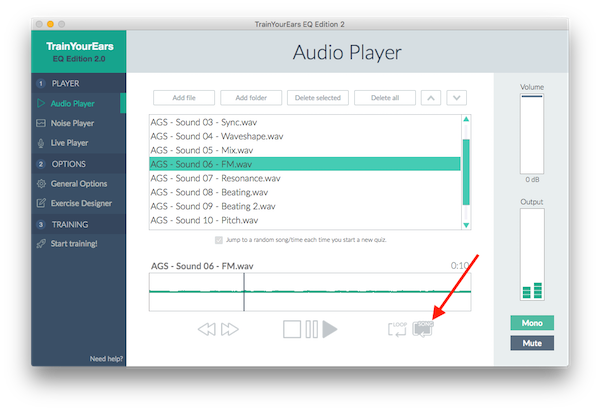 TrainYourEars EQ Edition 2
TrainYourEars
EQ Edition 2.0
1 PLAYER
Audio Player
Noise Player
Live Player
2 OPTIONS
General Options
Exercise Designer
3 TRAINING
Start training!
Need help?
Audio Player
Add file
Add folder
Delete selected
Delete all
AGS - Sound 03 - Sync.wav
AGS - Sound 04 - Waveshape.wav
AGS - Sound 05 - Mix.wav
AGS - Sound 06 - FM.wav
AGS - Sound 07 - Resonance.wav
AGS - Sound 08 - Beating.wav
AGS - Sound 09 - Beating 2.wav
AGS - Sound 10 - Pitch.wav
Jump to a random song/time each time you start a new quiz.
AGS - Sound 06 - FM.wav 0:10
LOOP
Volume
0 dB
Output
Mono
Mute